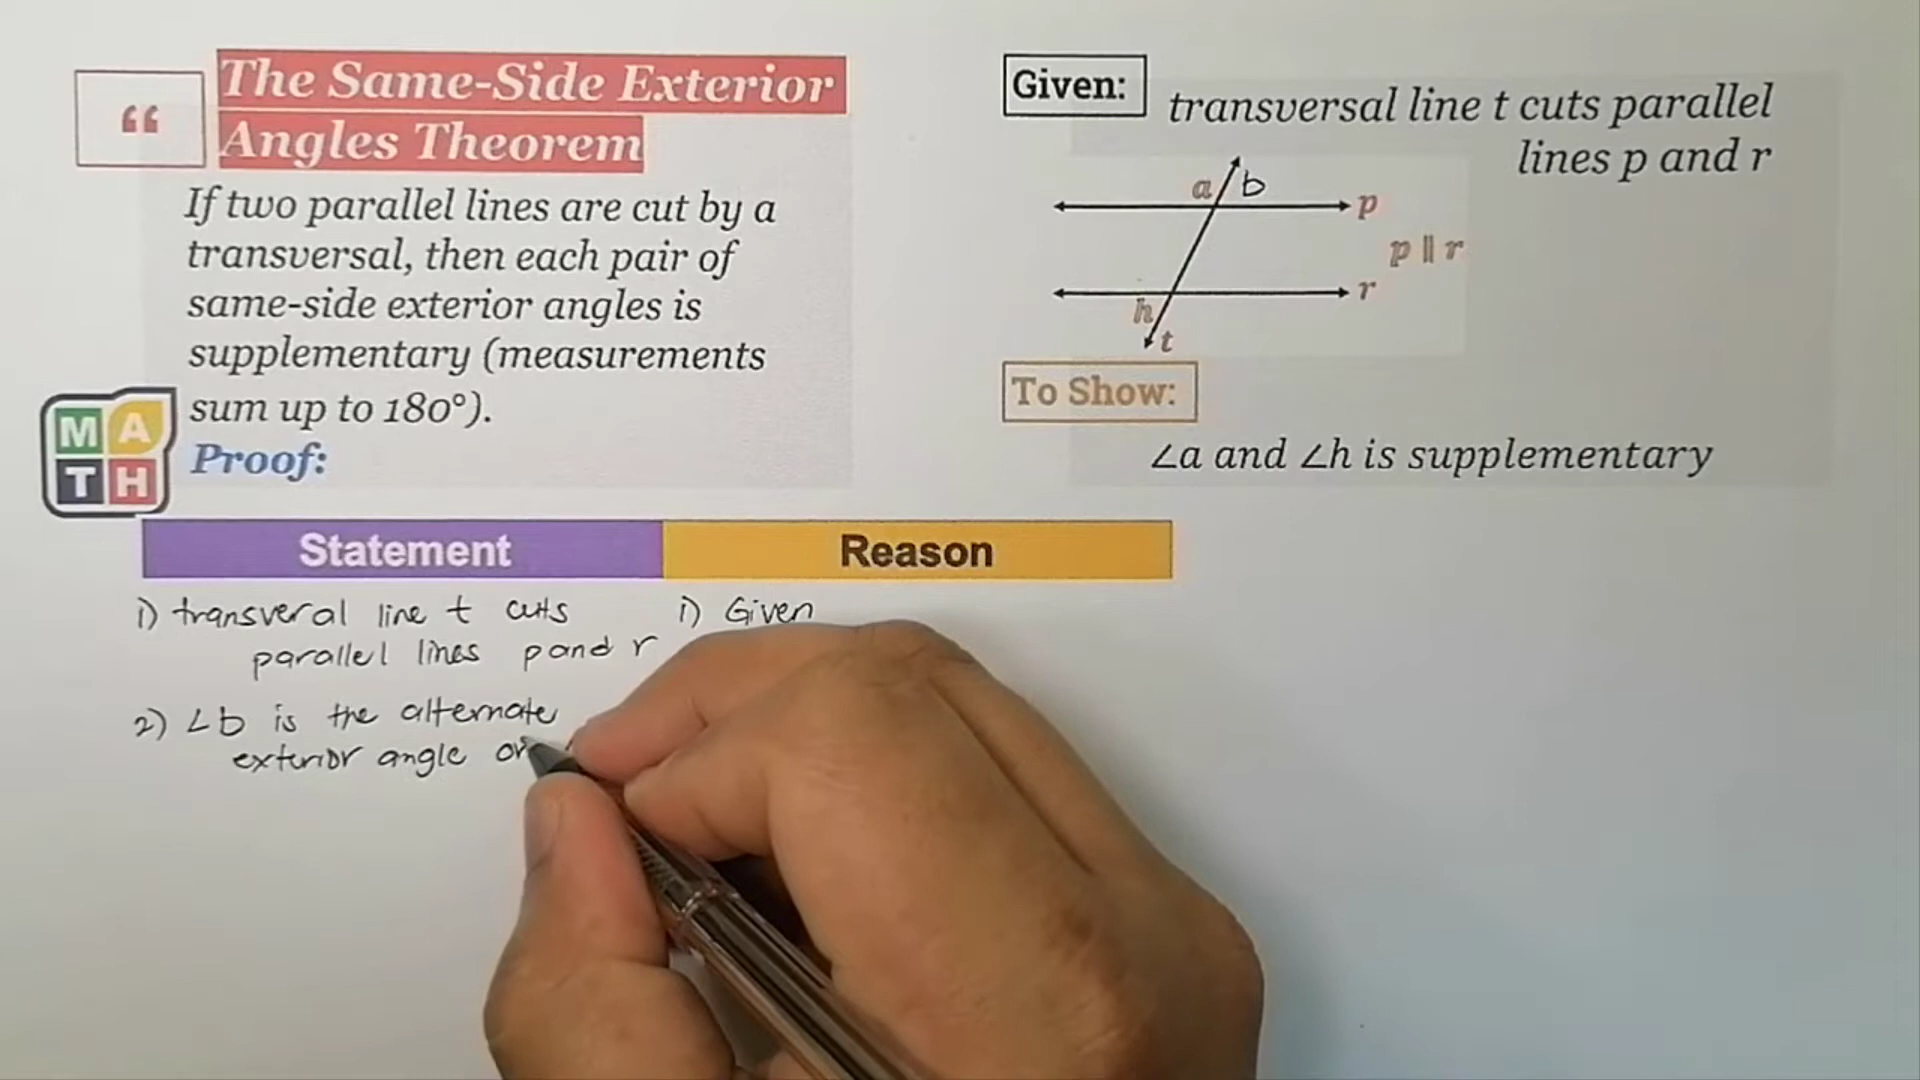 “
The Same-Side Exterior
Angles Theorem
If two parallel lines are cut by a
transversal, then each pair of
same-side exterior angles is
supplementary (measurements
sum up to 180°).
Proof:
M A
T H
Given:
transversal line t cuts parallel
lines p and r
a b
p
p ∥ r
r
h
t
To Show:
∠a and ∠h is supplementary
Statement Reason
1) transveral line t cuts
parallel lines p and r
1) Given
2) ∠b is the alternate
exterior angle